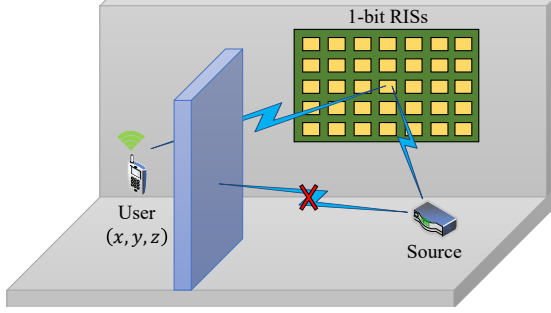 1-bit RISs
User
(x, y, z)
Source